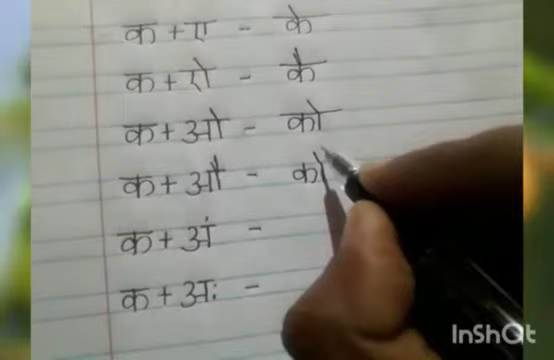 क + ए - के
क + ऐ - कै
क + ओ - को
क + औ - को
क + अं -
क + अः -
InShOt